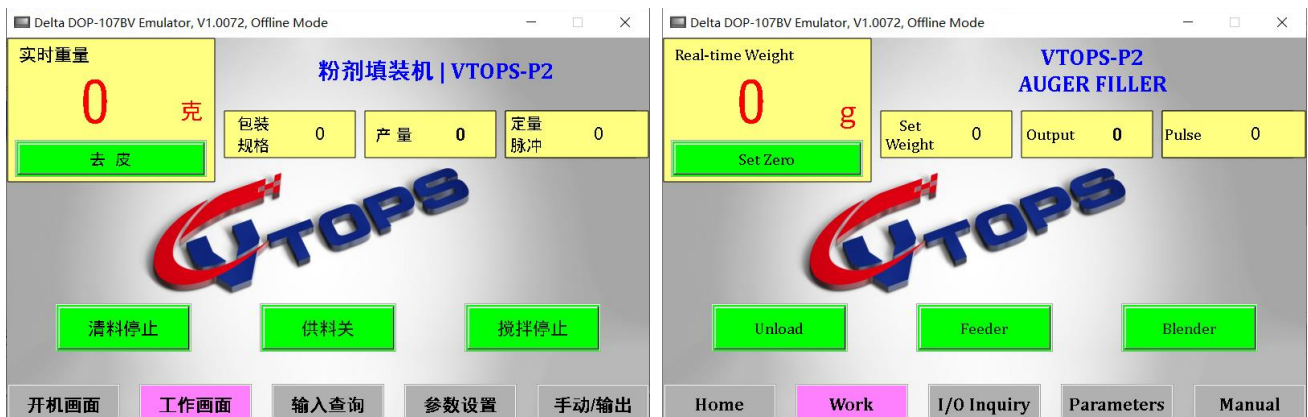 Delta DOP-107BV Emulator, V1.0072, Offline Mode
实时重量
0 克
去 皮
粉剂填装机 | VTOPS-P2
包装
规格
0
产 量 0
定量
脉冲
0
VTOPS
清料停止
供料关
搅拌停止
开机画面
工作画面
输入查询
参数设置
手动/输出
Delta DOP-107BV Emulator, V1.0072, Offline Mode
Real-time Weight
0 g
Set Zero
VTOPS-P2
AUGER FILLER
Set
Weight
0
Output 0
Pulse 0
VTOPS
Unload
Feeder
Blender
Home
Work
I/O Inquiry
Parameters
Manual